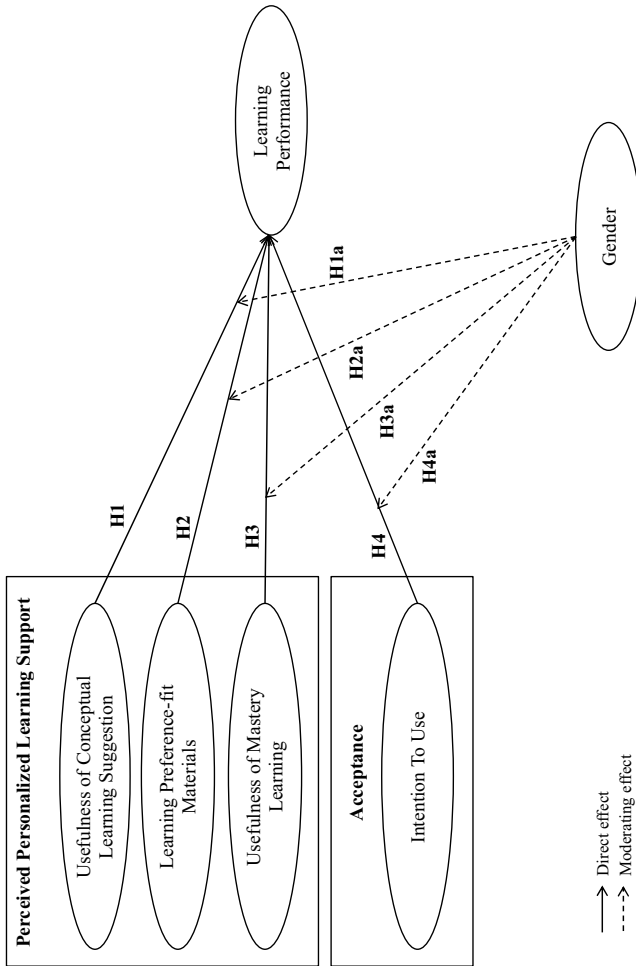 Perceived Personalized Learning Support
Usefulness of Conceptual
Learning Suggestion
Learning Preference-fit
Materials
Usefulness of Mastery
Learning
Acceptance
Intention To Use
H1
H2
H3
H4
H1a
H2a
H3a
H4a
Learning
Performance
Gender
Direct effect
Moderating effect